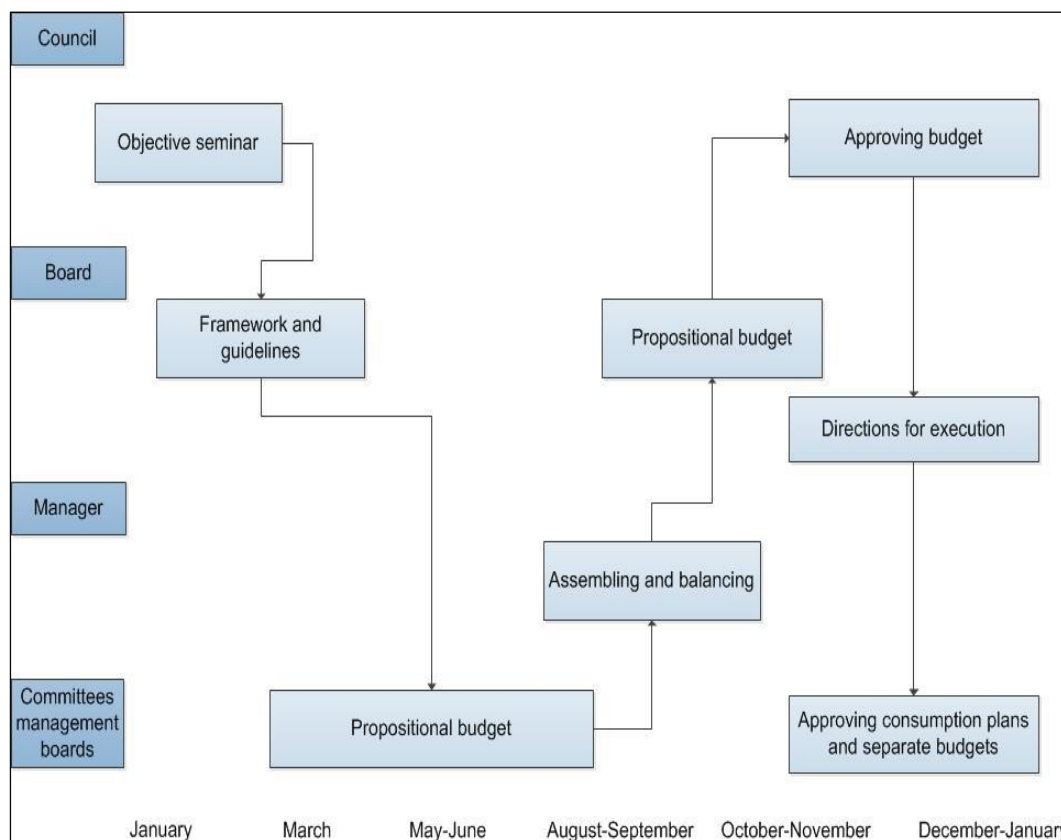 Council
Objective seminar
Approving budget
Board
Framework and
guidelines
Propositional budget
Directions for execution
Manager
Assembling and balancing
Committees
management
boards
Propositional budget
Approving consumption plans
and separate budgets
January March May-June August-September October-November December-January